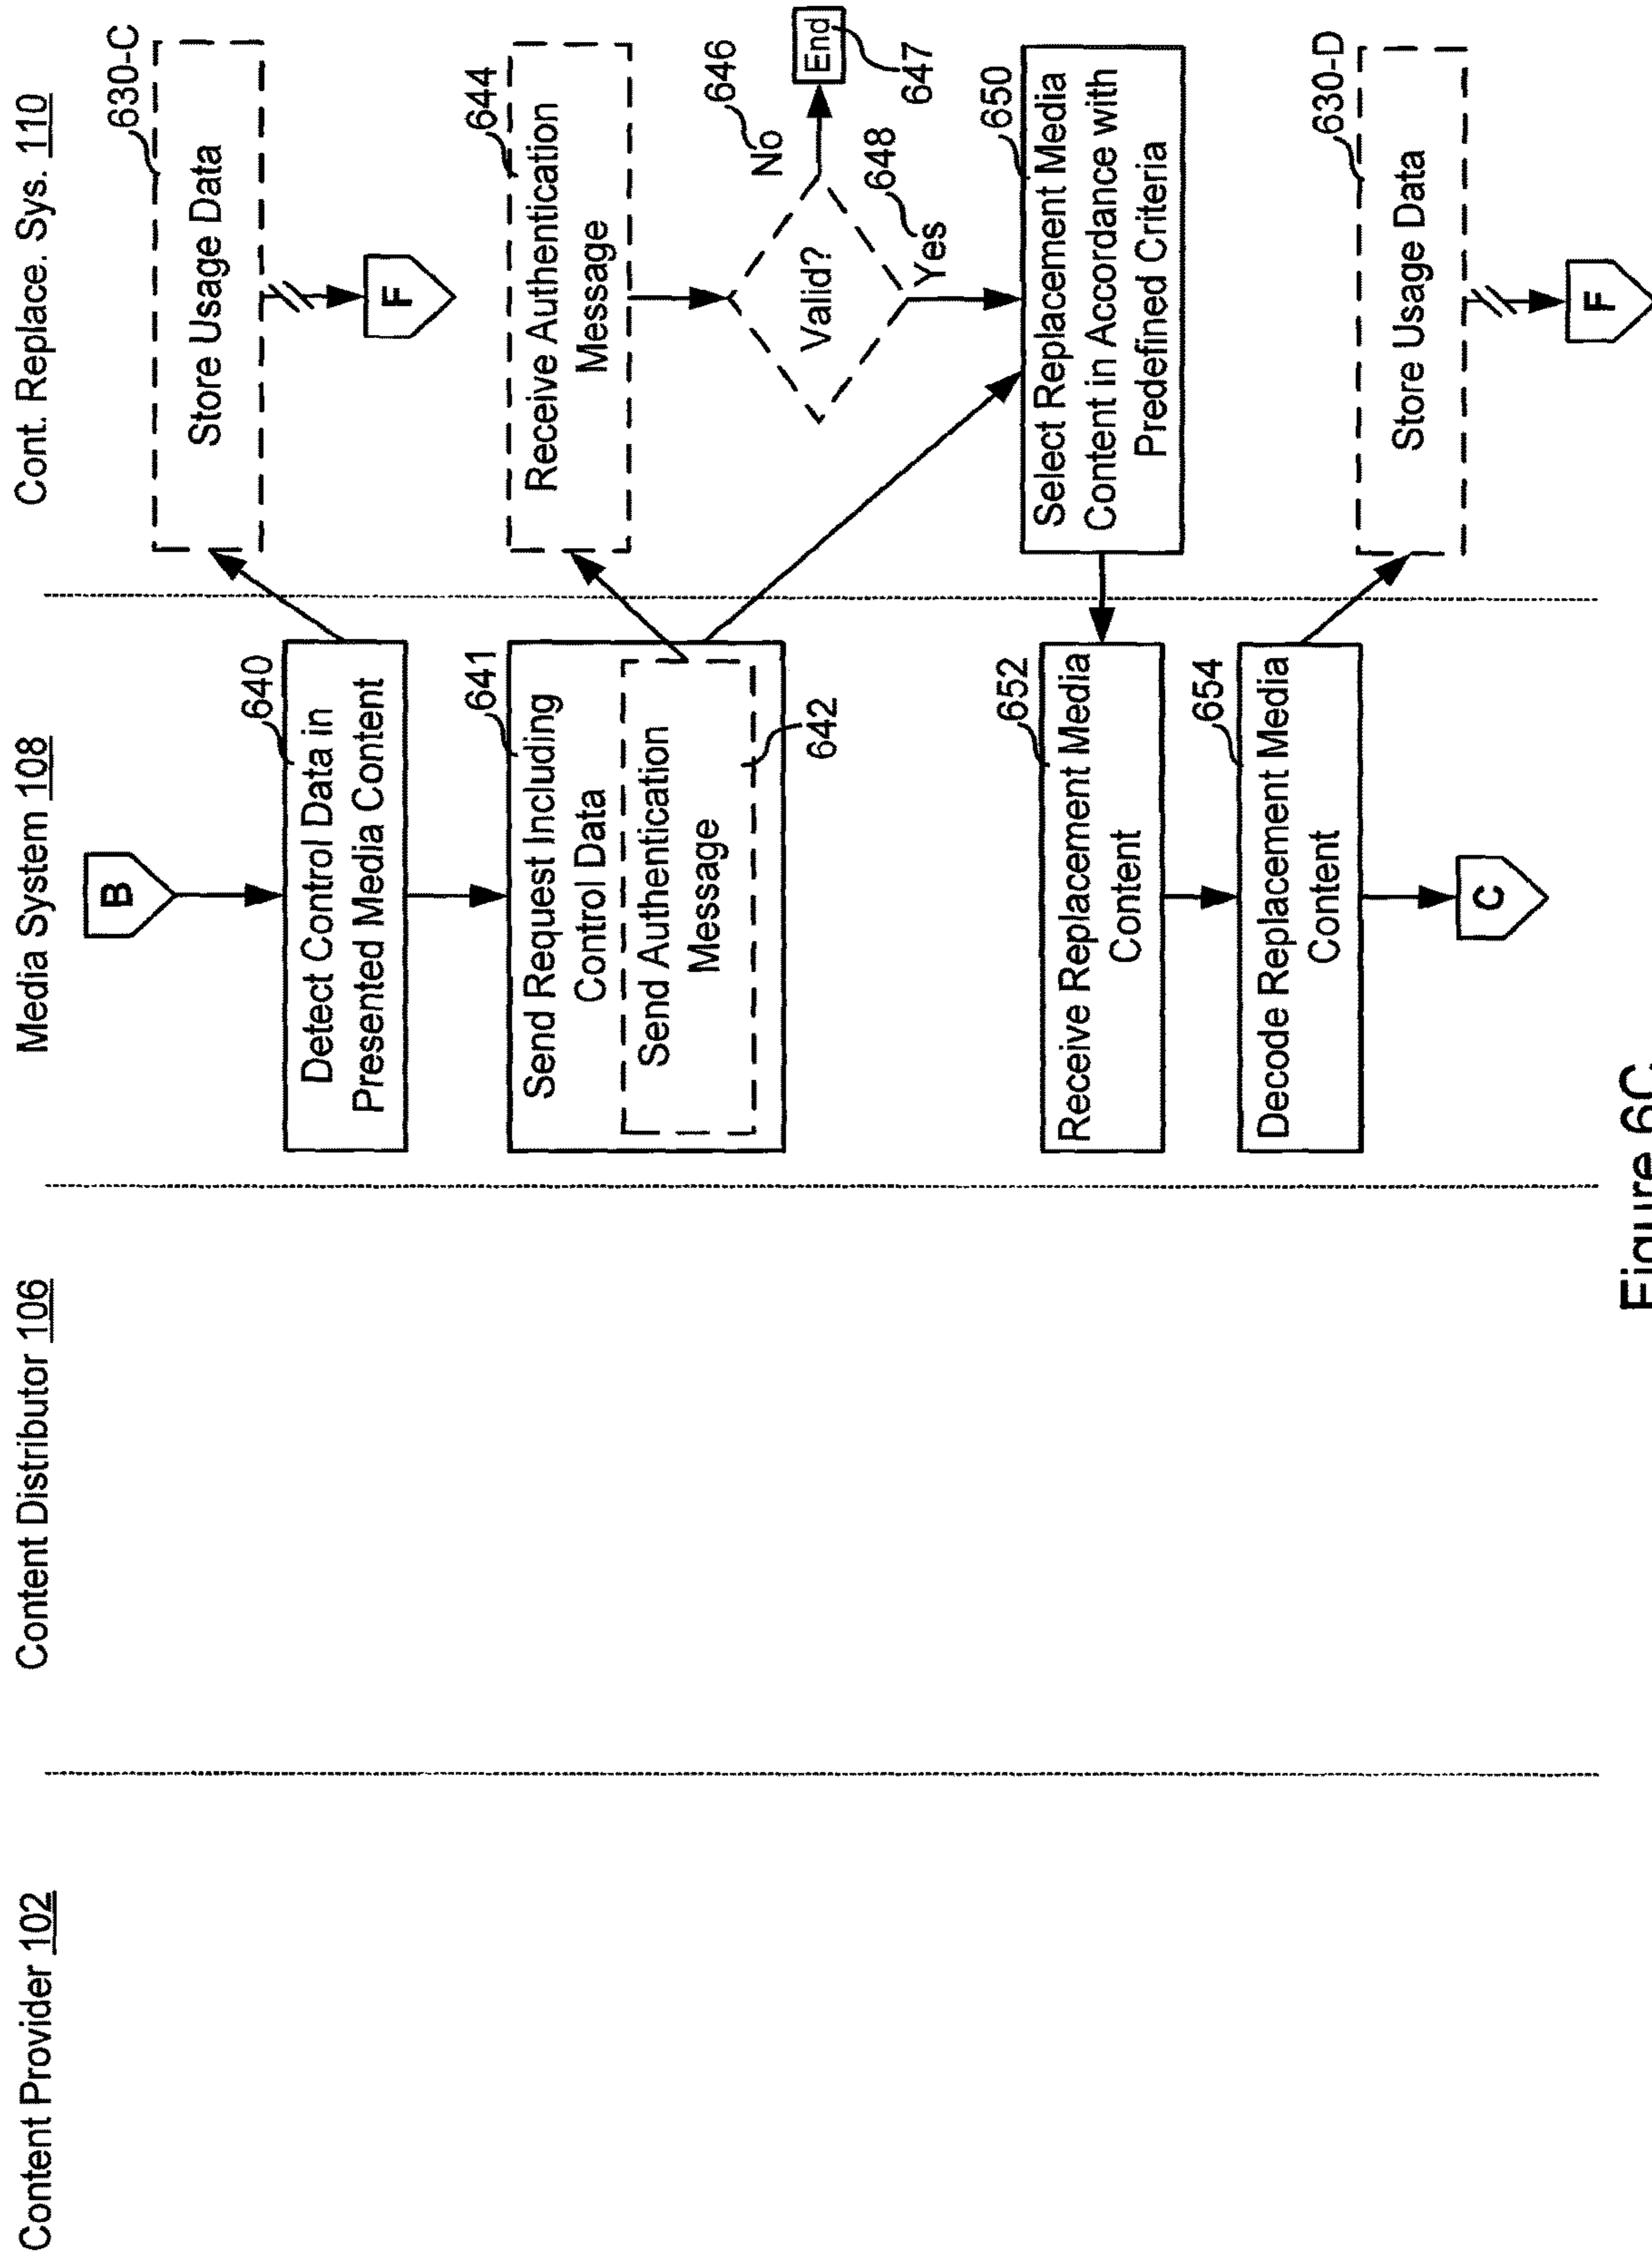 Content Provider 102
Content Distributor 106
Media System 108
Cont. Replace. Sys. 110
B
640
Detect Control Data in
Presented Media Content
630-C
Store Usage Data
F
641
Send Request Including
Control Data
Send Authentication
Message
642
644
Receive Authentication
Message
Valid?
646
No
End
647
648
Yes
650
Select Replacement Media
Content in Accordance with
Predefined Criteria
652
Receive Replacement Media
Content
654
Decode Replacement Media
Content
C
630-D
Store Usage Data
F
Figure 6C